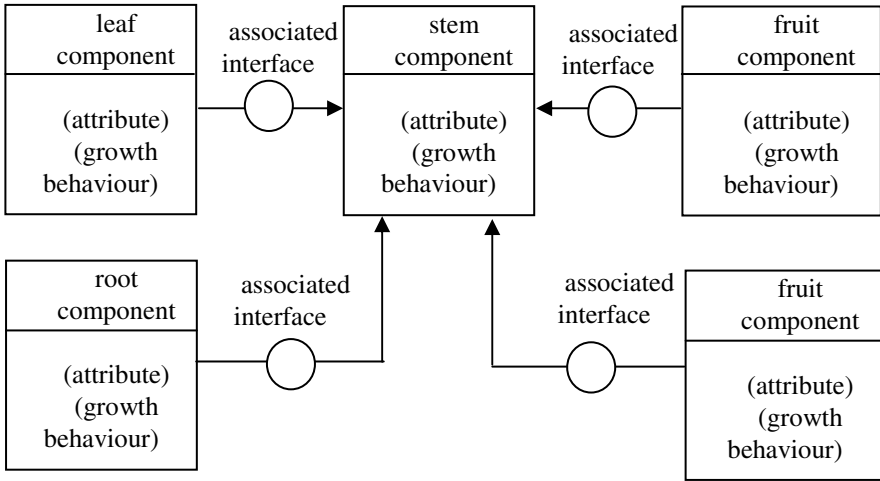 leaf
component
(attribute)
(growth
behaviour)
associated
interface
stem
component
(attribute)
(growth
behaviour)
associated
interface
fruit
component
(attribute)
(growth
behaviour)
root
component
(attribute)
(growth
behaviour)
associated
interface
associated
interface
fruit
component
(attribute)
(growth
behaviour)